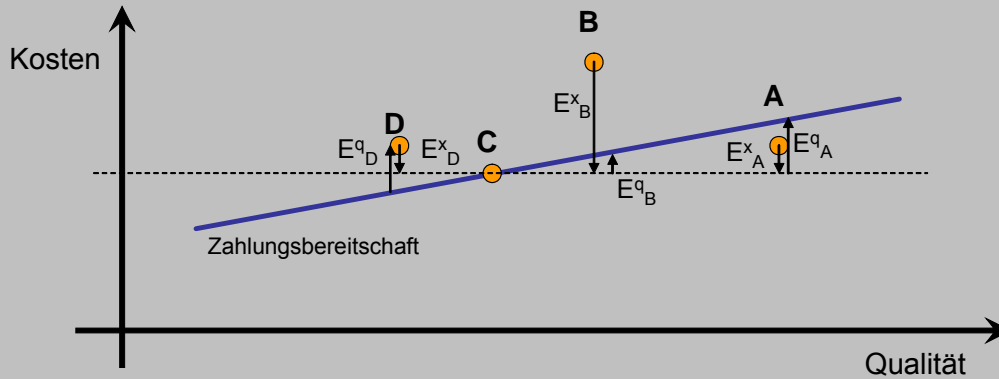 B
Kosten
A
E^x_B
D
C
E^q_A
E^q_D
E^x_D
E^x_A
E^q_B
Zahlungsbereitschaft
Qualität